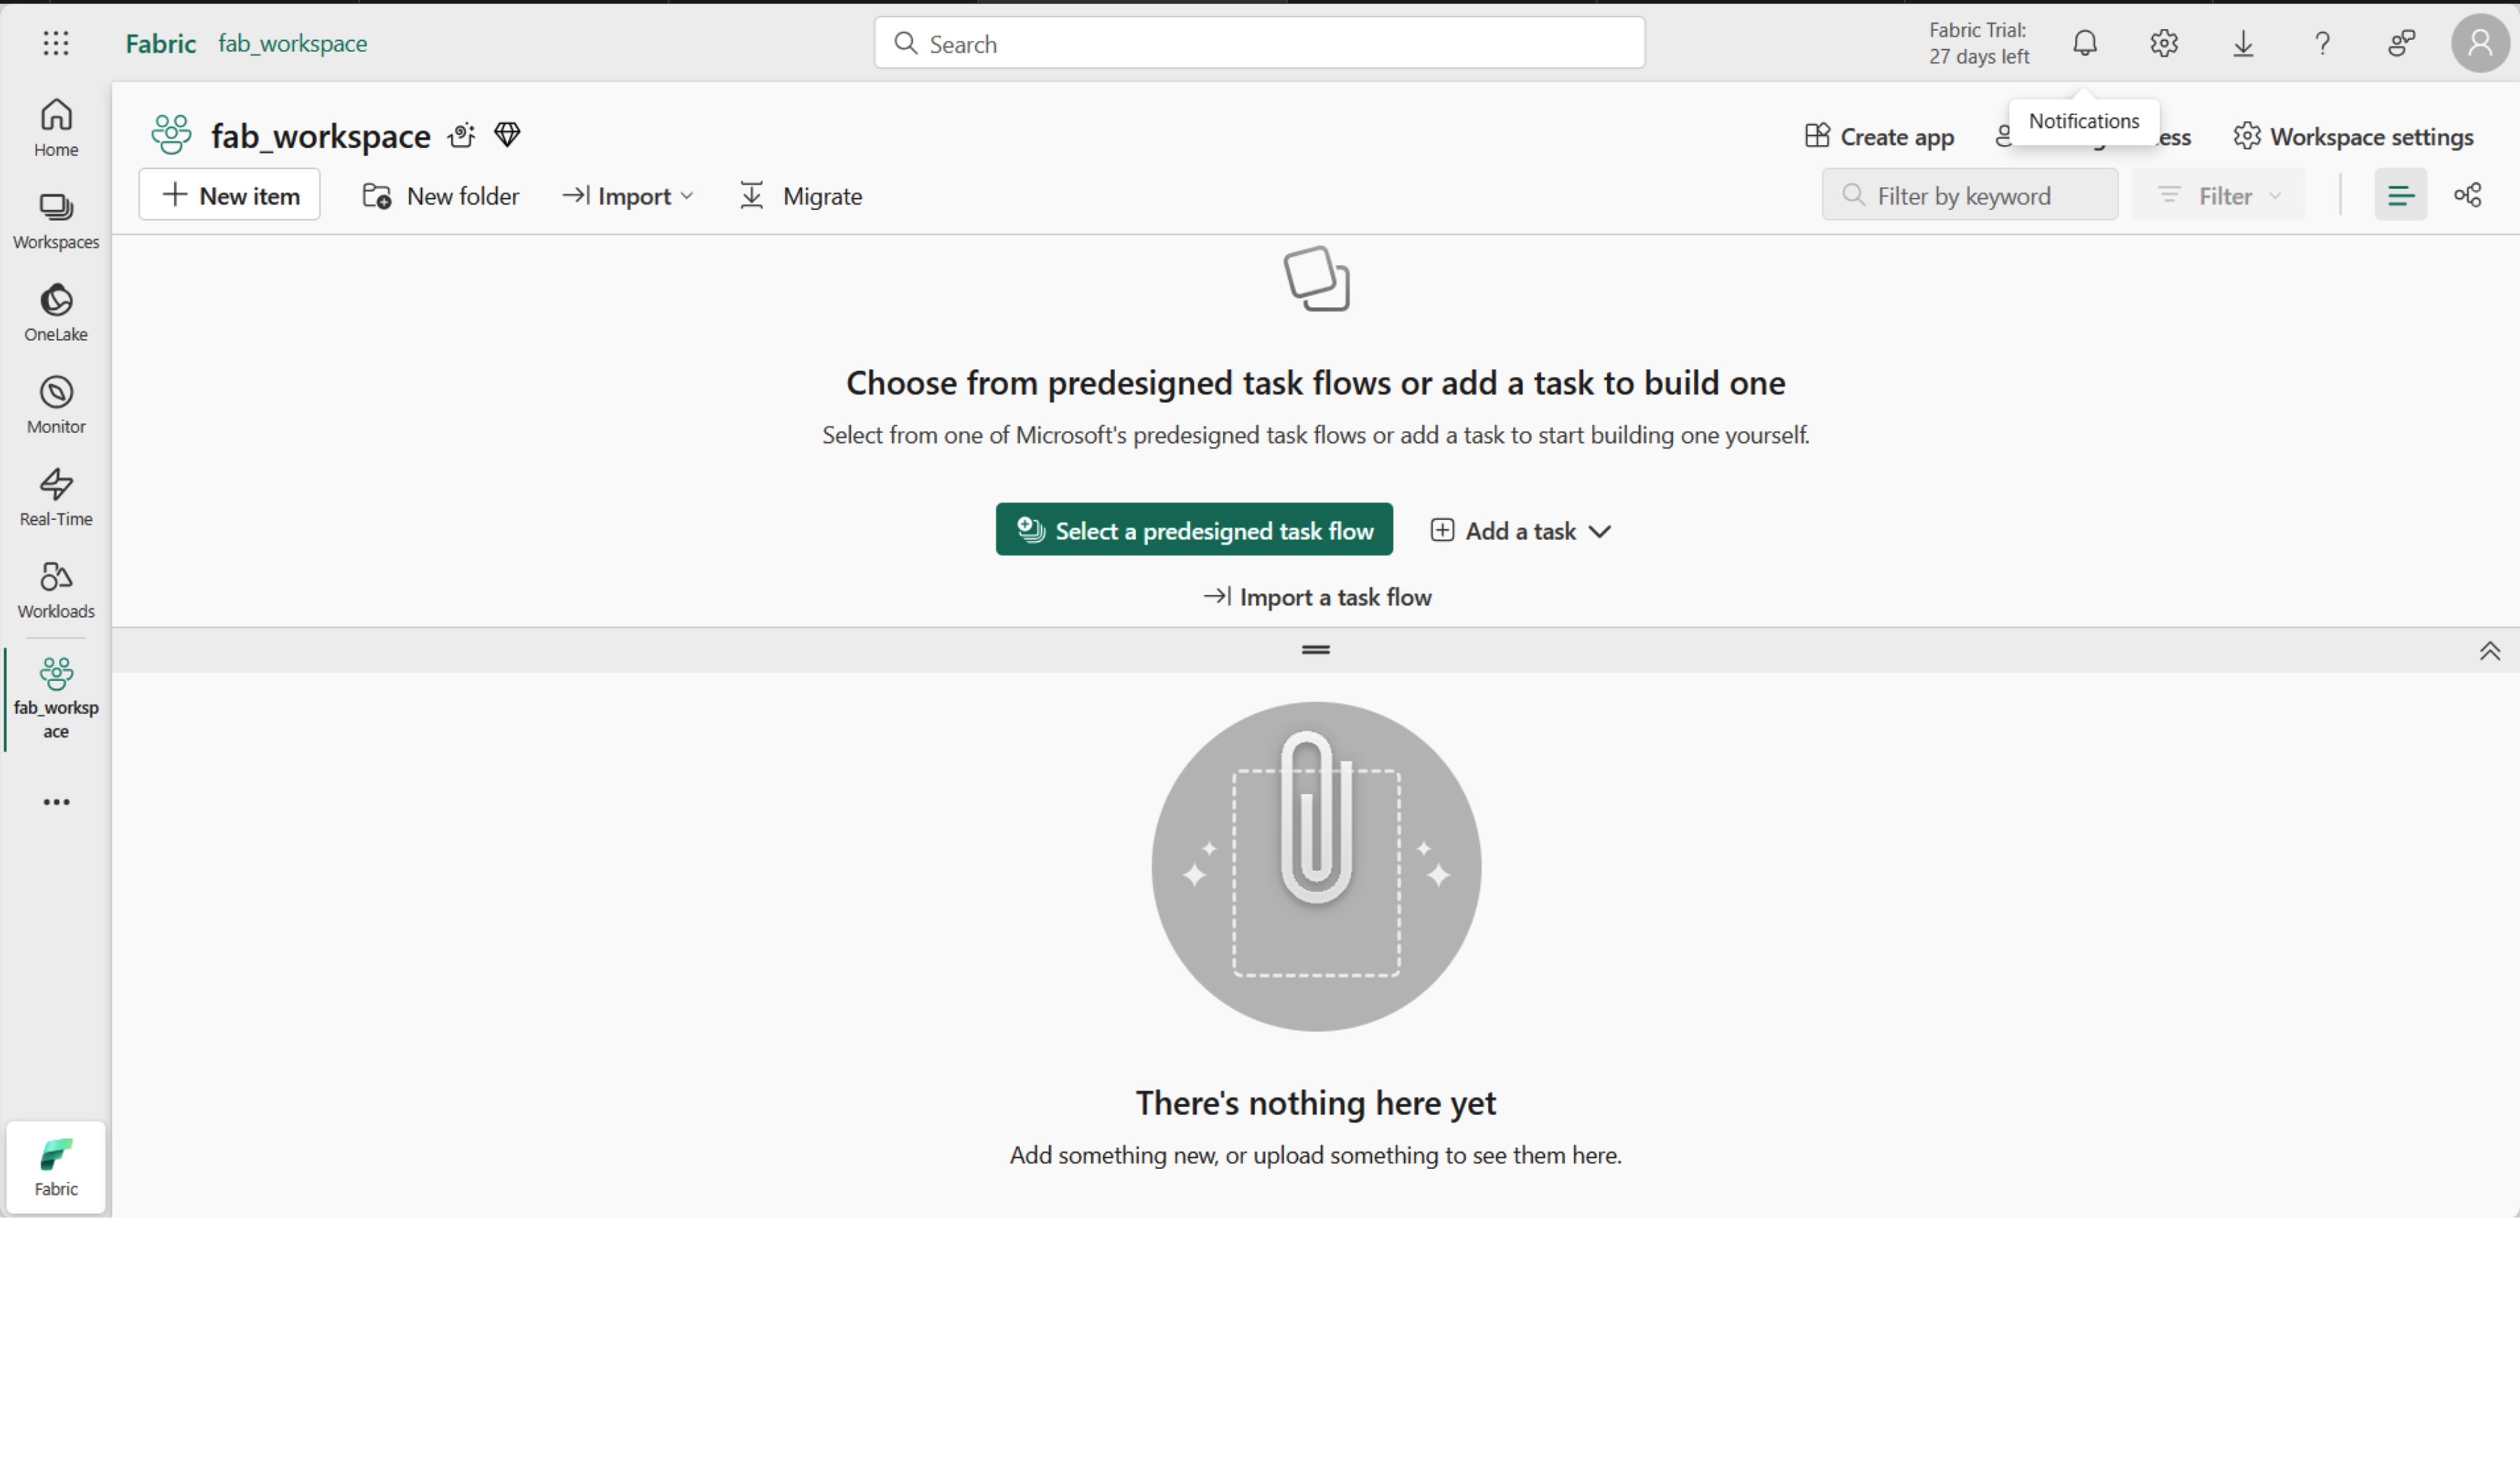 Fabric fab_workspace
Search
Fabric Trial:
27 days left
Notifications
fab_workspace
Create app
Workspace settings
New item
New folder
Import
Migrate
Filter by keyword
Filter
Home
Workspaces
OneLake
Monitor
Real-Time
Workloads
fab_worksp
ace
Fabric
Choose from predesigned task flows or add a task to build one
Select from one of Microsoft's predesigned task flows or add a task to start building one yourself.
Select a predesigned task flow
Add a task
Import a task flow
There's nothing here yet
Add something new, or upload something to see them here.